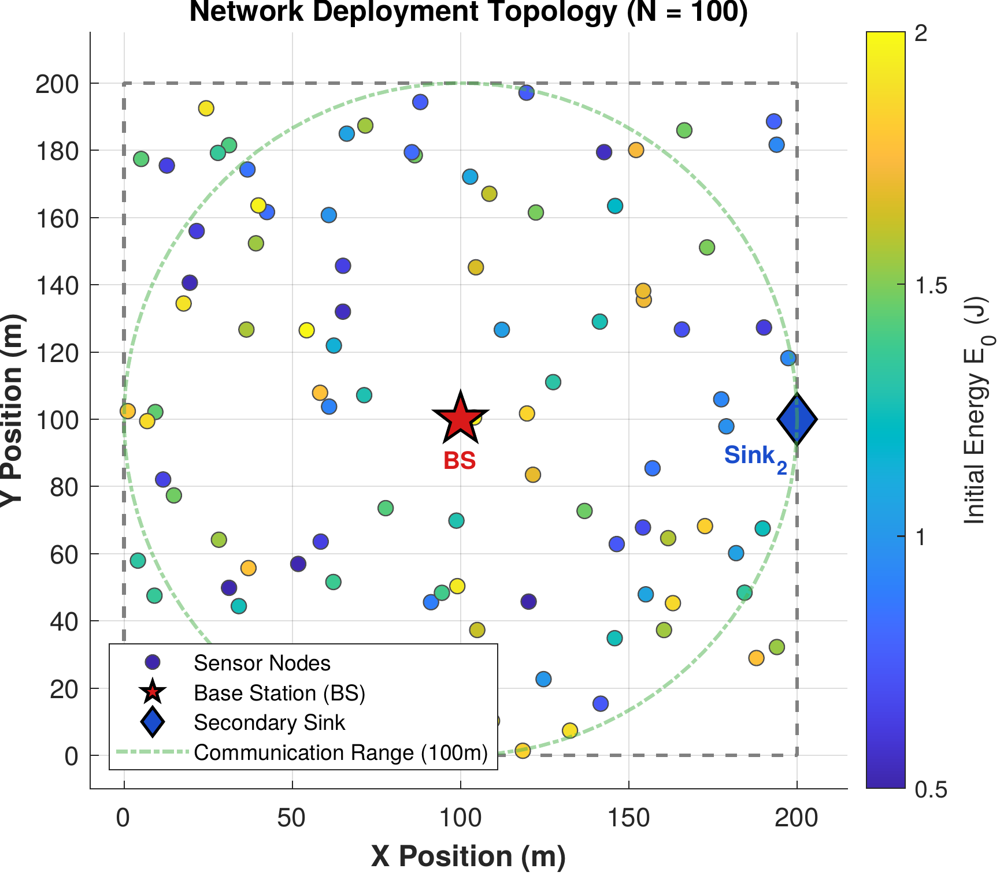 Network Deployment Topology (N = 100)
200
180
160
140
120
100
80
60
40
20
0
Y Position (m)
BS
Sink2
Sensor Nodes
Base Station (BS)
Secondary Sink
Communication Range (100m)
0 50 100 150 200
X Position (m)
2
1.5
1
0.5
Initial Energy E0 (J)